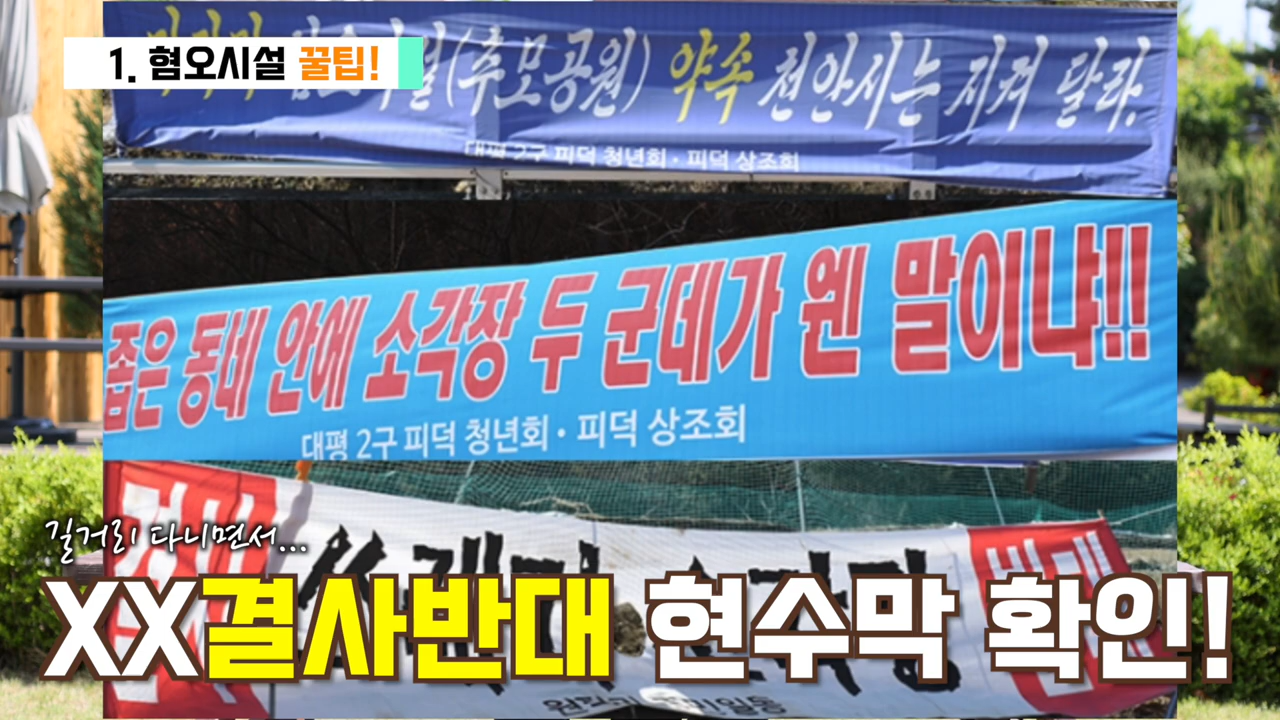 1. 혐오시설 꿀팁!
(추모공원) 약속 천안시는 지켜 달라.
대평 2구 피덕 청년회 · 피덕 상조회
좁은 동네 안에 소각장 두 군데가 웬 말이냐!!
대평 2구 피덕 청년회 · 피덕 상조회
길거리 다니면서...
XX결사반대 현수막 확인!